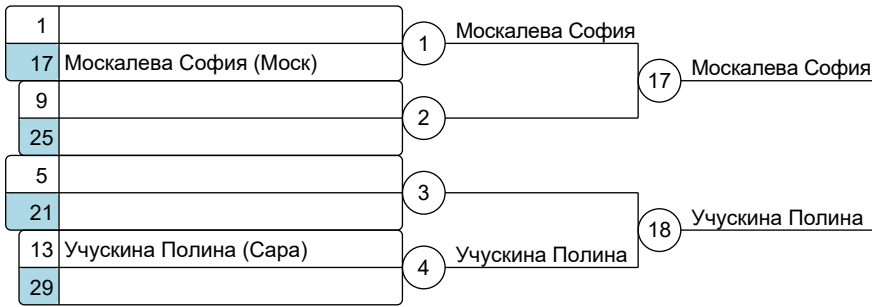 1
1 Москалева София
17 Москалева София (Моск)
17 Москалева София
9
2
25
5
3
21
18 Учускина Полина
13 Учускина Полина (Сара)
4 Учускина Полина
29